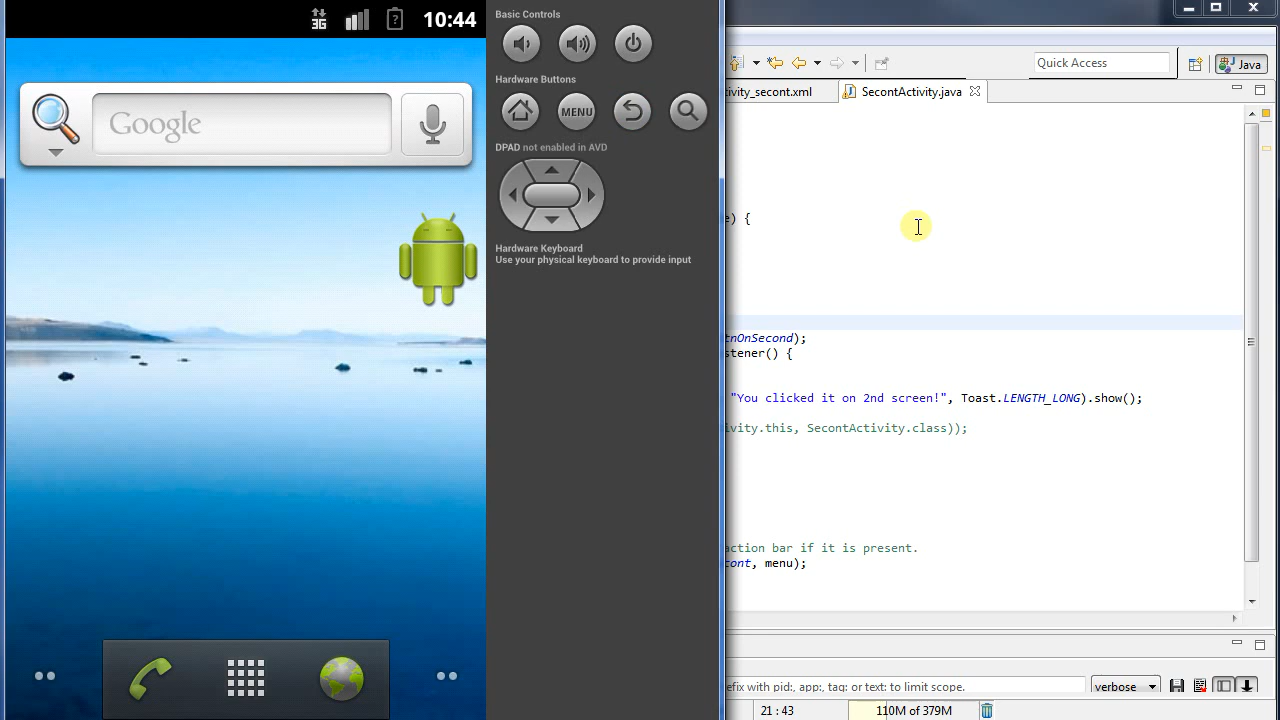 10:44
3G
Google
Basic Controls
Hardware Buttons
MENU
DPAD not enabled in AVD
Hardware Keyboard
Use your physical keyboard to provide input
Quick Access
Java
tivity_secont.xml
SecontActivity.java
e) {
tnOnSecond);
stener() {
"You clicked it on 2nd screen!", Toast.LENGTH_LONG).show();
ivity.this, SecontActivity.class));
action bar if it is present.
cont, menu);
efix with pid:, app:, tag: or text: to limit scope.
verbose
21 : 43
110M of 379M